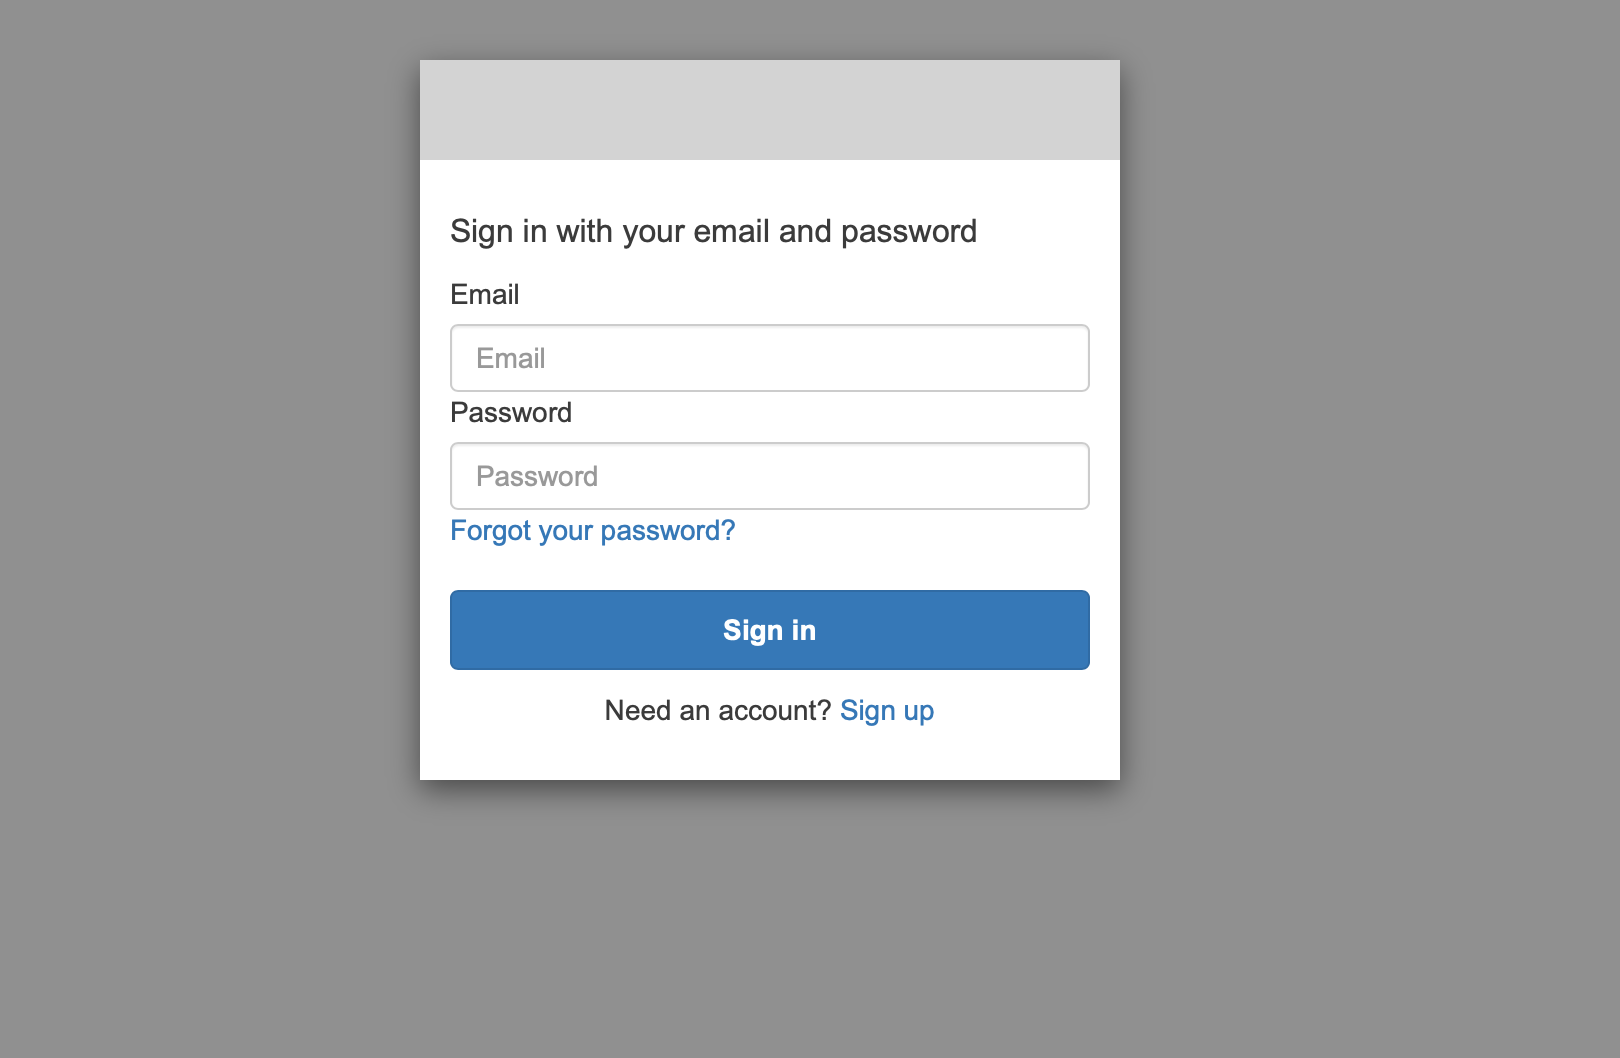 Sign in with your email and password
Email
Email
Password
Password
Forgot your password?
Sign in
Need an account? Sign up